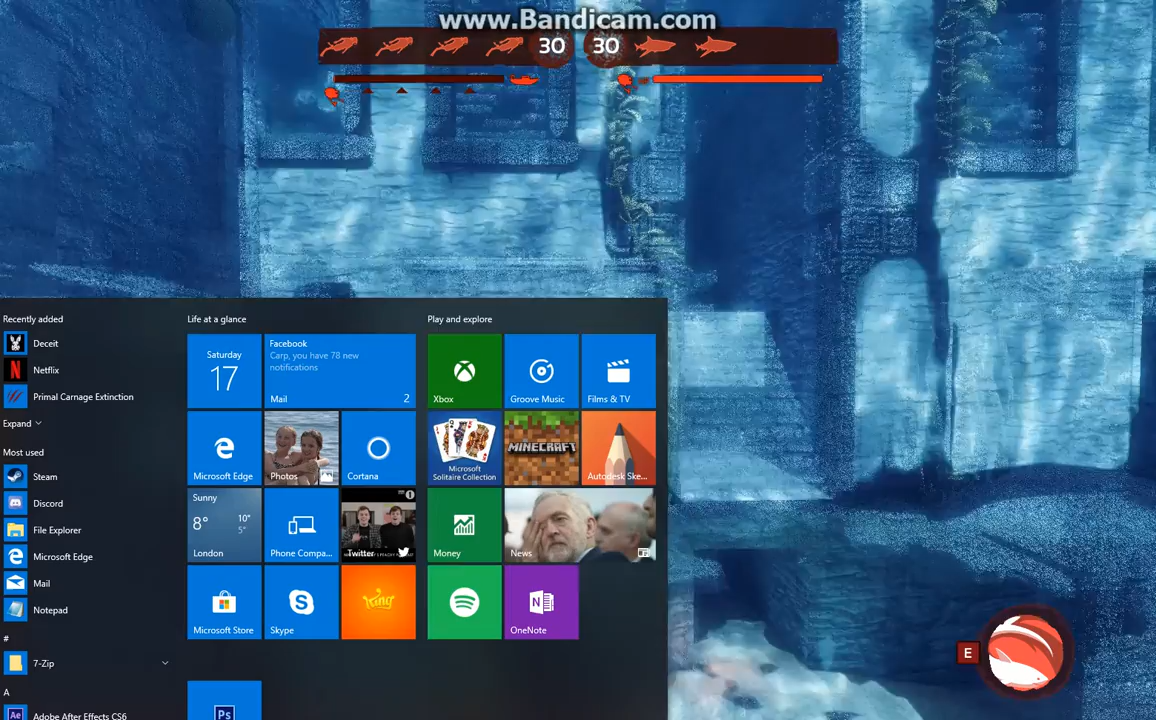 www.Bandicam.com
30 30
Recently added
Deceit
Netflix
Primal Carnage Extinction
Expand
Most used
Steam
Discord
File Explorer
Microsoft Edge
Mail
Notepad
#
7-Zip
A
Ae Adobe After Effects CS6
Life at a glance
Saturday
17
Facebook
Carp, you have 78 new
notifications
Mail 2
Microsoft Edge
Photos
Cortana
Sunny
8° 10°
5°
London
Phone Compa...
Twitter
Microsoft Store
Skype
King
Ps
Play and explore
Xbox
Groove Music
Films & TV
Microsoft
Solitaire Collection
MINECRAFT
Autodesk Ske...
Money
News
N
OneNote
E